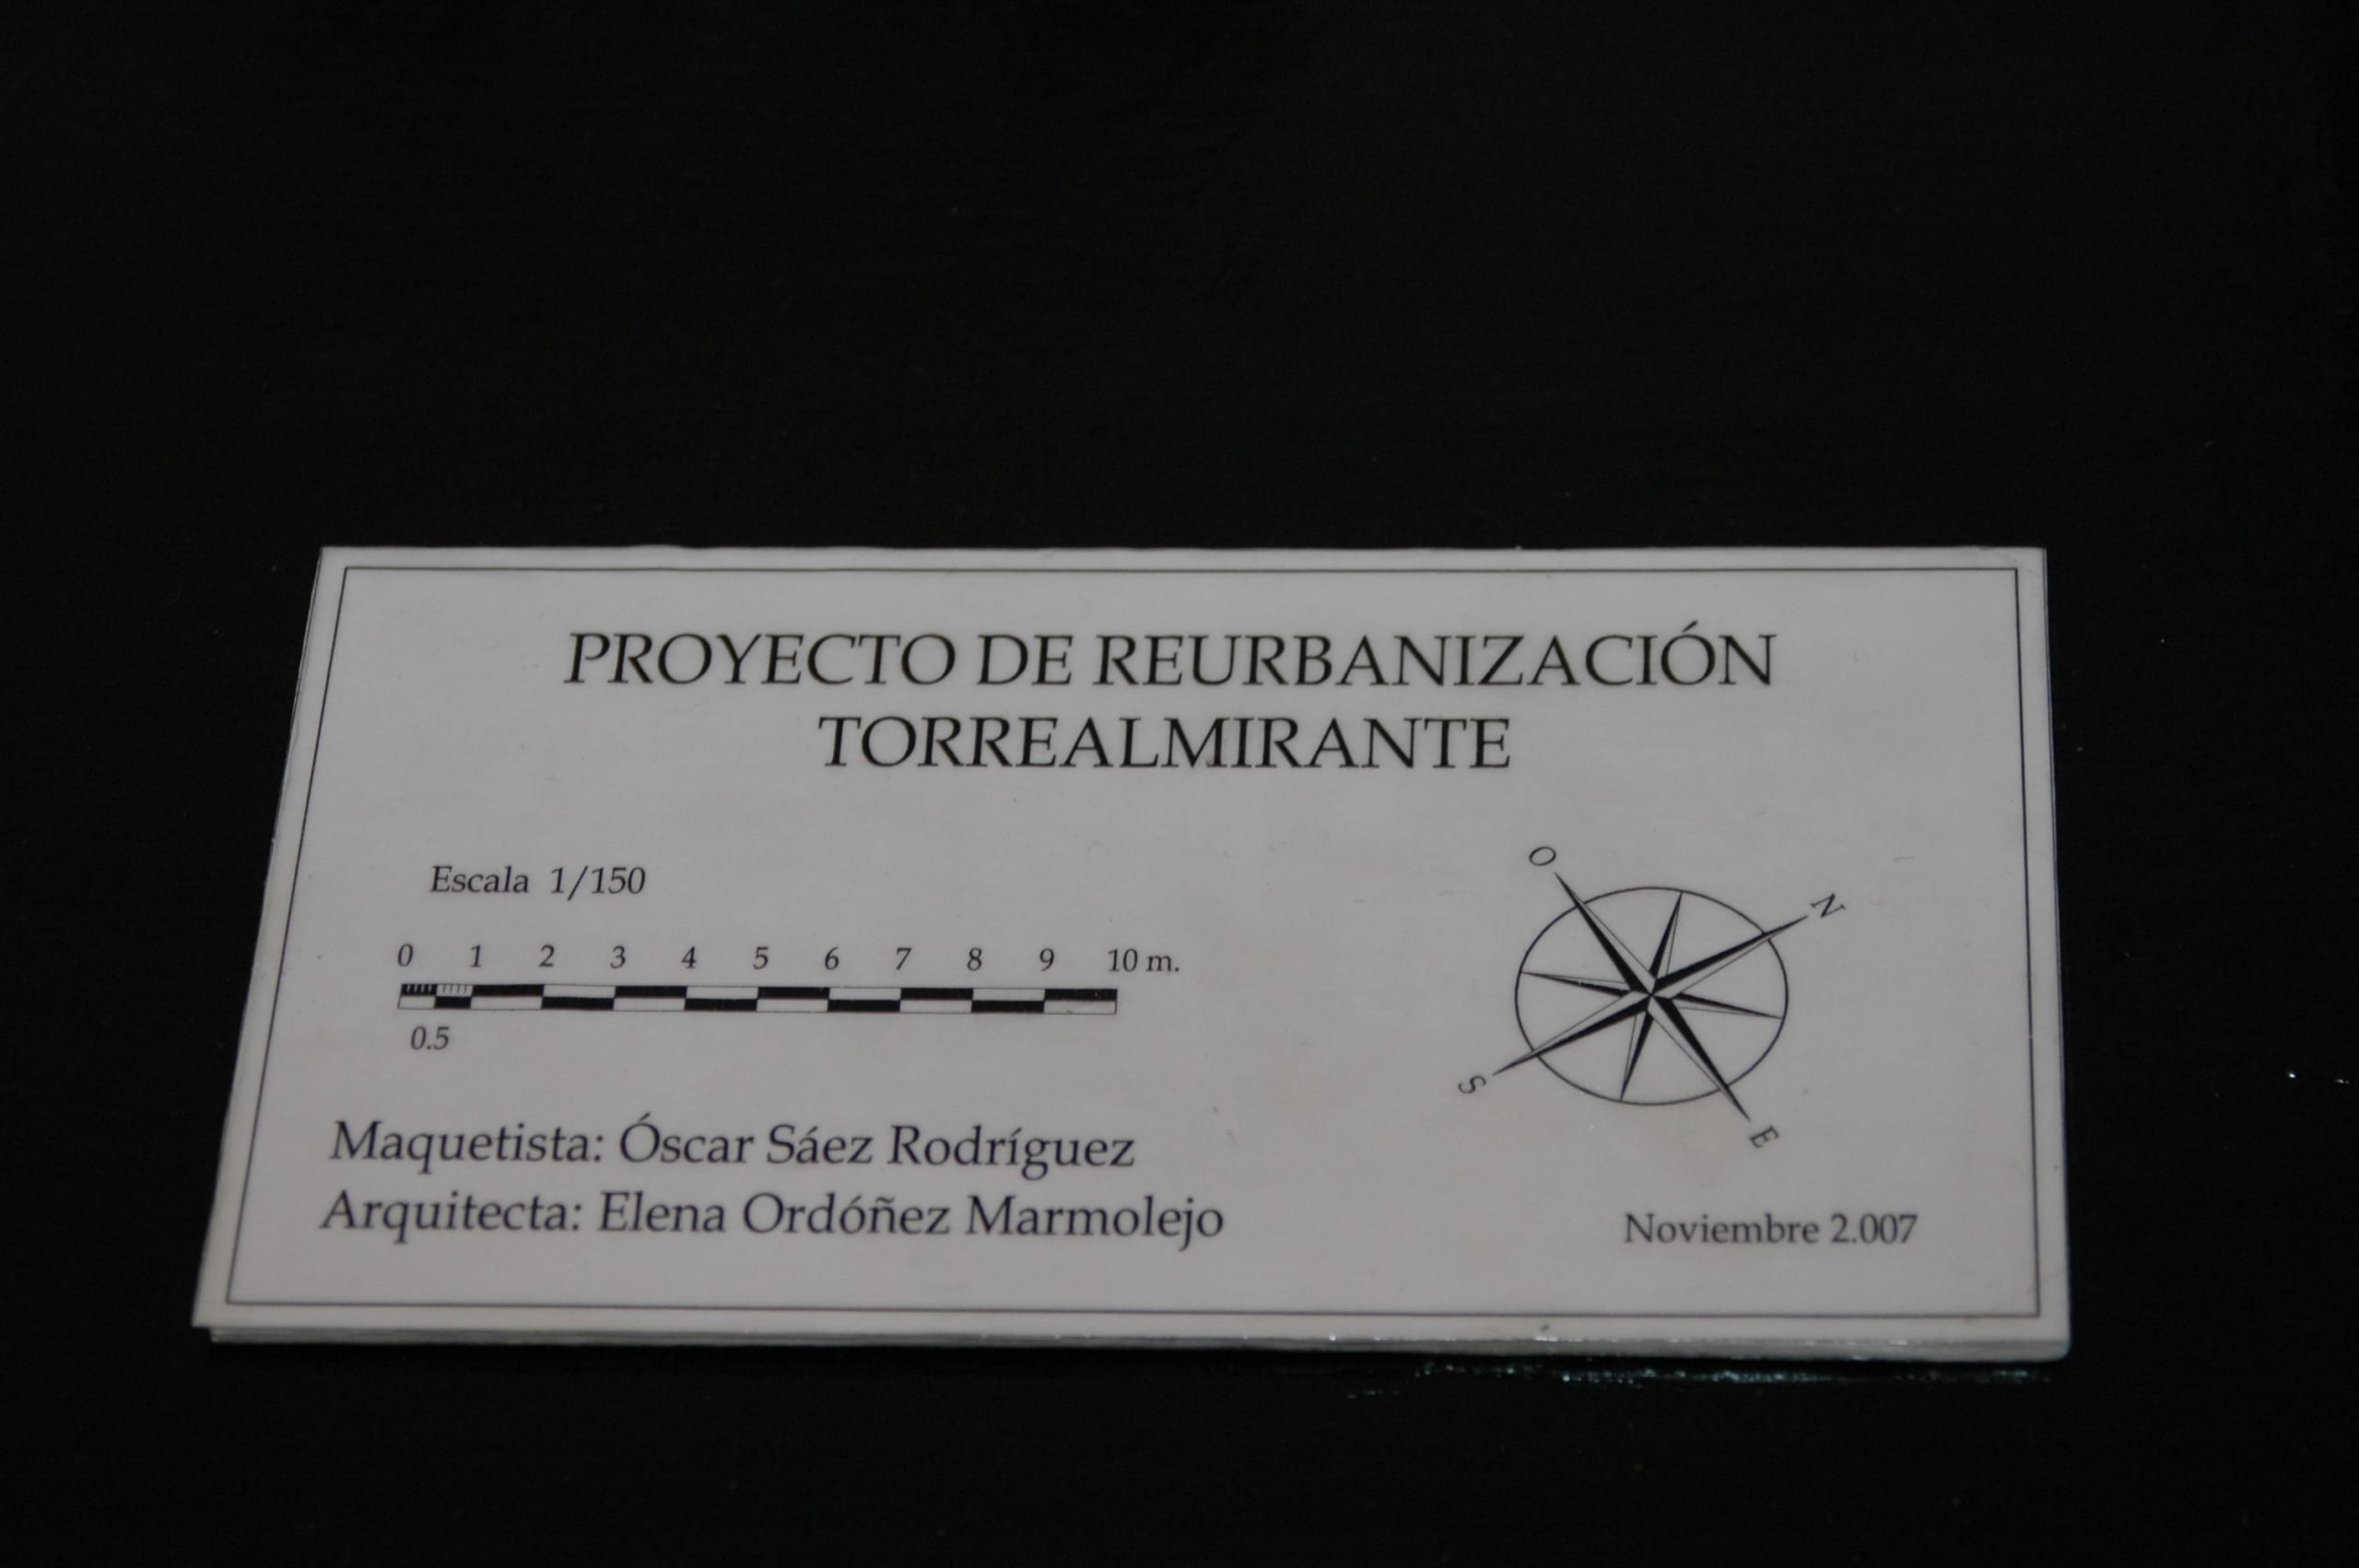 PROYECTO DE REURBANIZACIÓN
TORREALMIRANTE
Escala 1/150
0 1 2 3 4 5 6 7 8 9 10 m.
0.5
O
N
S
E
Maquetista: Óscar Sáez Rodríguez
Arquitecta: Elena Ordóñez Marmolejo
Noviembre 2.007